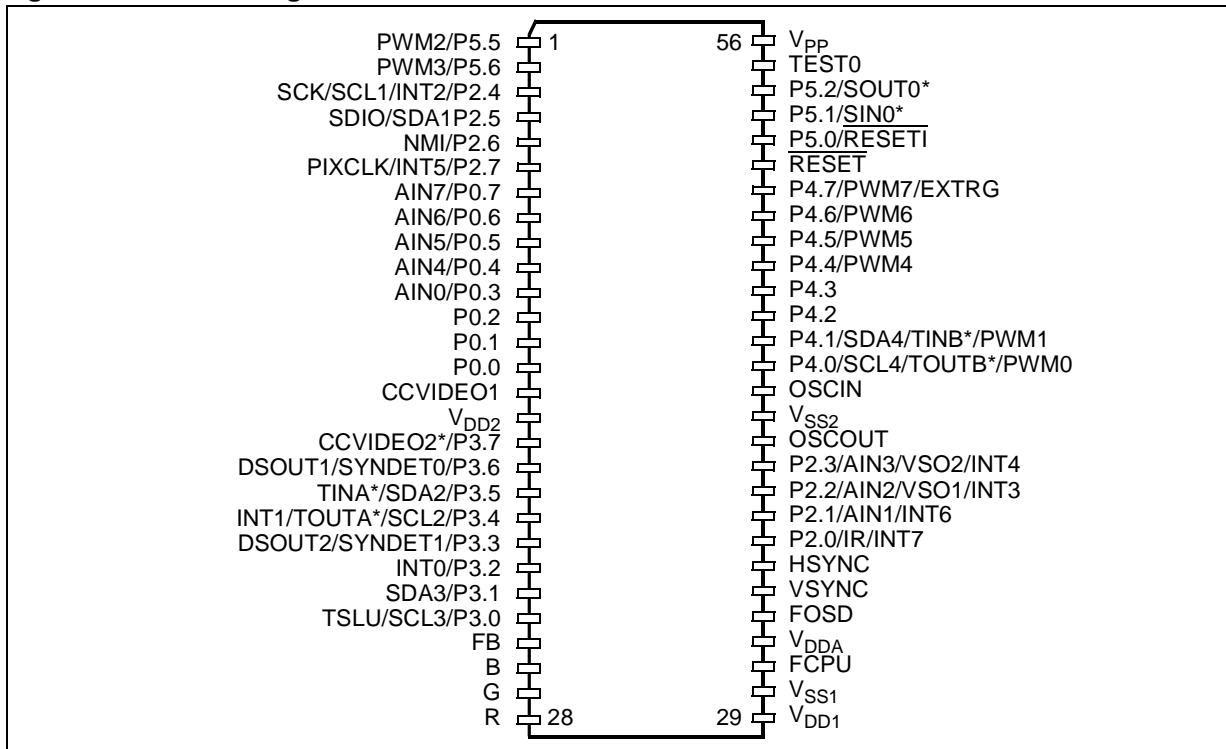 PWM2/P5.5 1 56 VPP
PWM3/P5.6 TEST0
SCK/SCL1/INT2/P2.4 P5.2/SOUT0*
SDIO/SDA1P2.5 P5.1/SIN0*
NMI/P2.6 P5.0/RESETI
PIXCLK/INT5/P2.7 RESET
AIN7/P0.7 P4.7/PWM7/EXTRG
AIN6/P0.6 P4.6/PWM6
AIN5/P0.5 P4.5/PWM5
AIN4/P0.4 P4.4/PWM4
AIN0/P0.3 P4.3
P0.2 P4.2
P0.1 P4.1/SDA4/TINB*/PWM1
P0.0 P4.0/SCL4/TOUTB*/PWM0
CCVIDEO1 OSCIN
VDD2 VSS2
CCVIDEO2*/P3.7 OSCOUT
DSOUT1/SYNDET0/P3.6 P2.3/AIN3/VSO2/INT4
TINA*/SDA2/P3.5 P2.2/AIN2/VSO1/INT3
INT1/TOUTA*/SCL2/P3.4 P2.1/AIN1/INT6
DSOUT2/SYNDET1/P3.3 P2.0/IR/INT7
INT0/P3.2 HSYNC
SDA3/P3.1 VSYNC
TSLU/SCL3/P3.0 FOSD
FB VDDA
B FCPU
G VSS1
R 28 29 VDD1